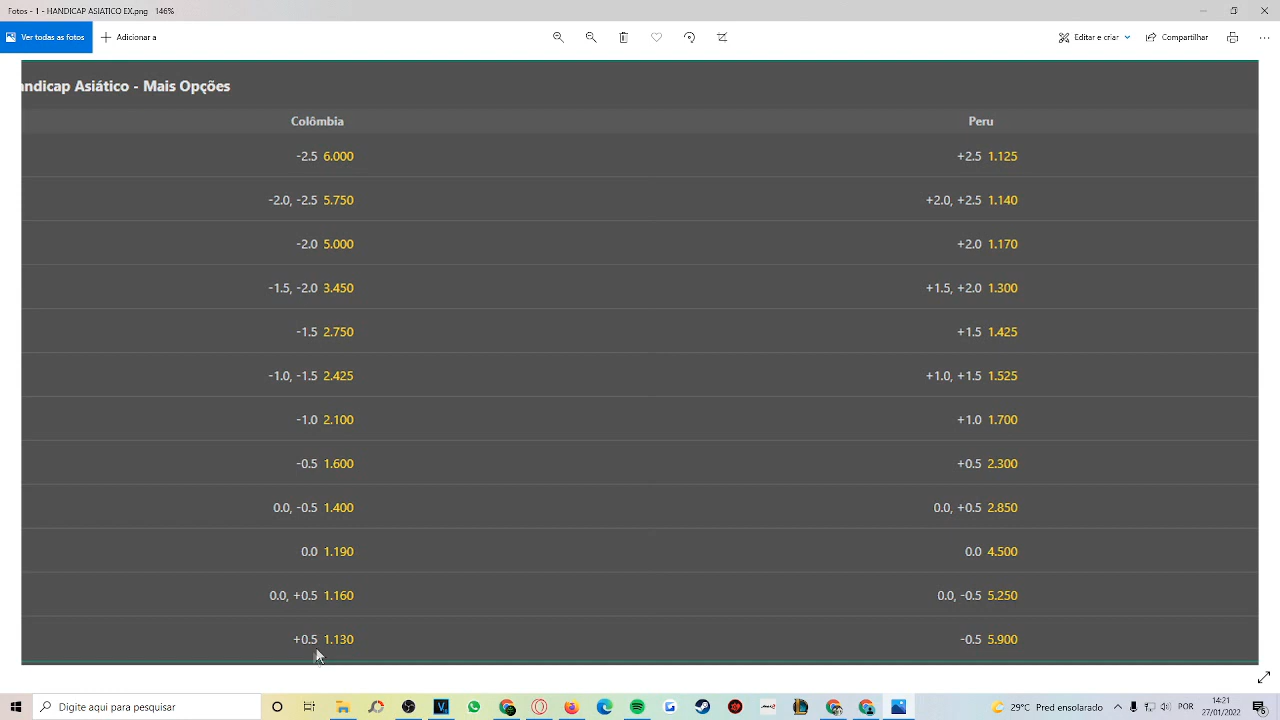 Fotos - 1 - HANDICAP ASIATICO EX.png 146%
Ver todas as fotos
Adicionar a
Editar e criar
Compartilhar
andicap Asiático - Mais Opções
Colômbia Peru
-2.5 6.000 +2.5 1.125
-2.0, -2.5 5.750 +2.0, +2.5 1.140
-2.0 5.000 +2.0 1.170
-1.5, -2.0 3.450 +1.5, +2.0 1.300
-1.5 2.750 +1.5 1.425
-1.0, -1.5 2.425 +1.0, +1.5 1.525
-1.0 2.100 +1.0 1.700
-0.5 1.600 +0.5 2.300
0.0, -0.5 1.400 0.0, +0.5 2.850
0.0 1.190 0.0 4.500
0.0, +0.5 1.160 0.0, -0.5 5.250
+0.5 1.130 -0.5 5.900
Digite aqui para pesquisar
29°C Pred ensolarado
POR
14:21
27/01/2022